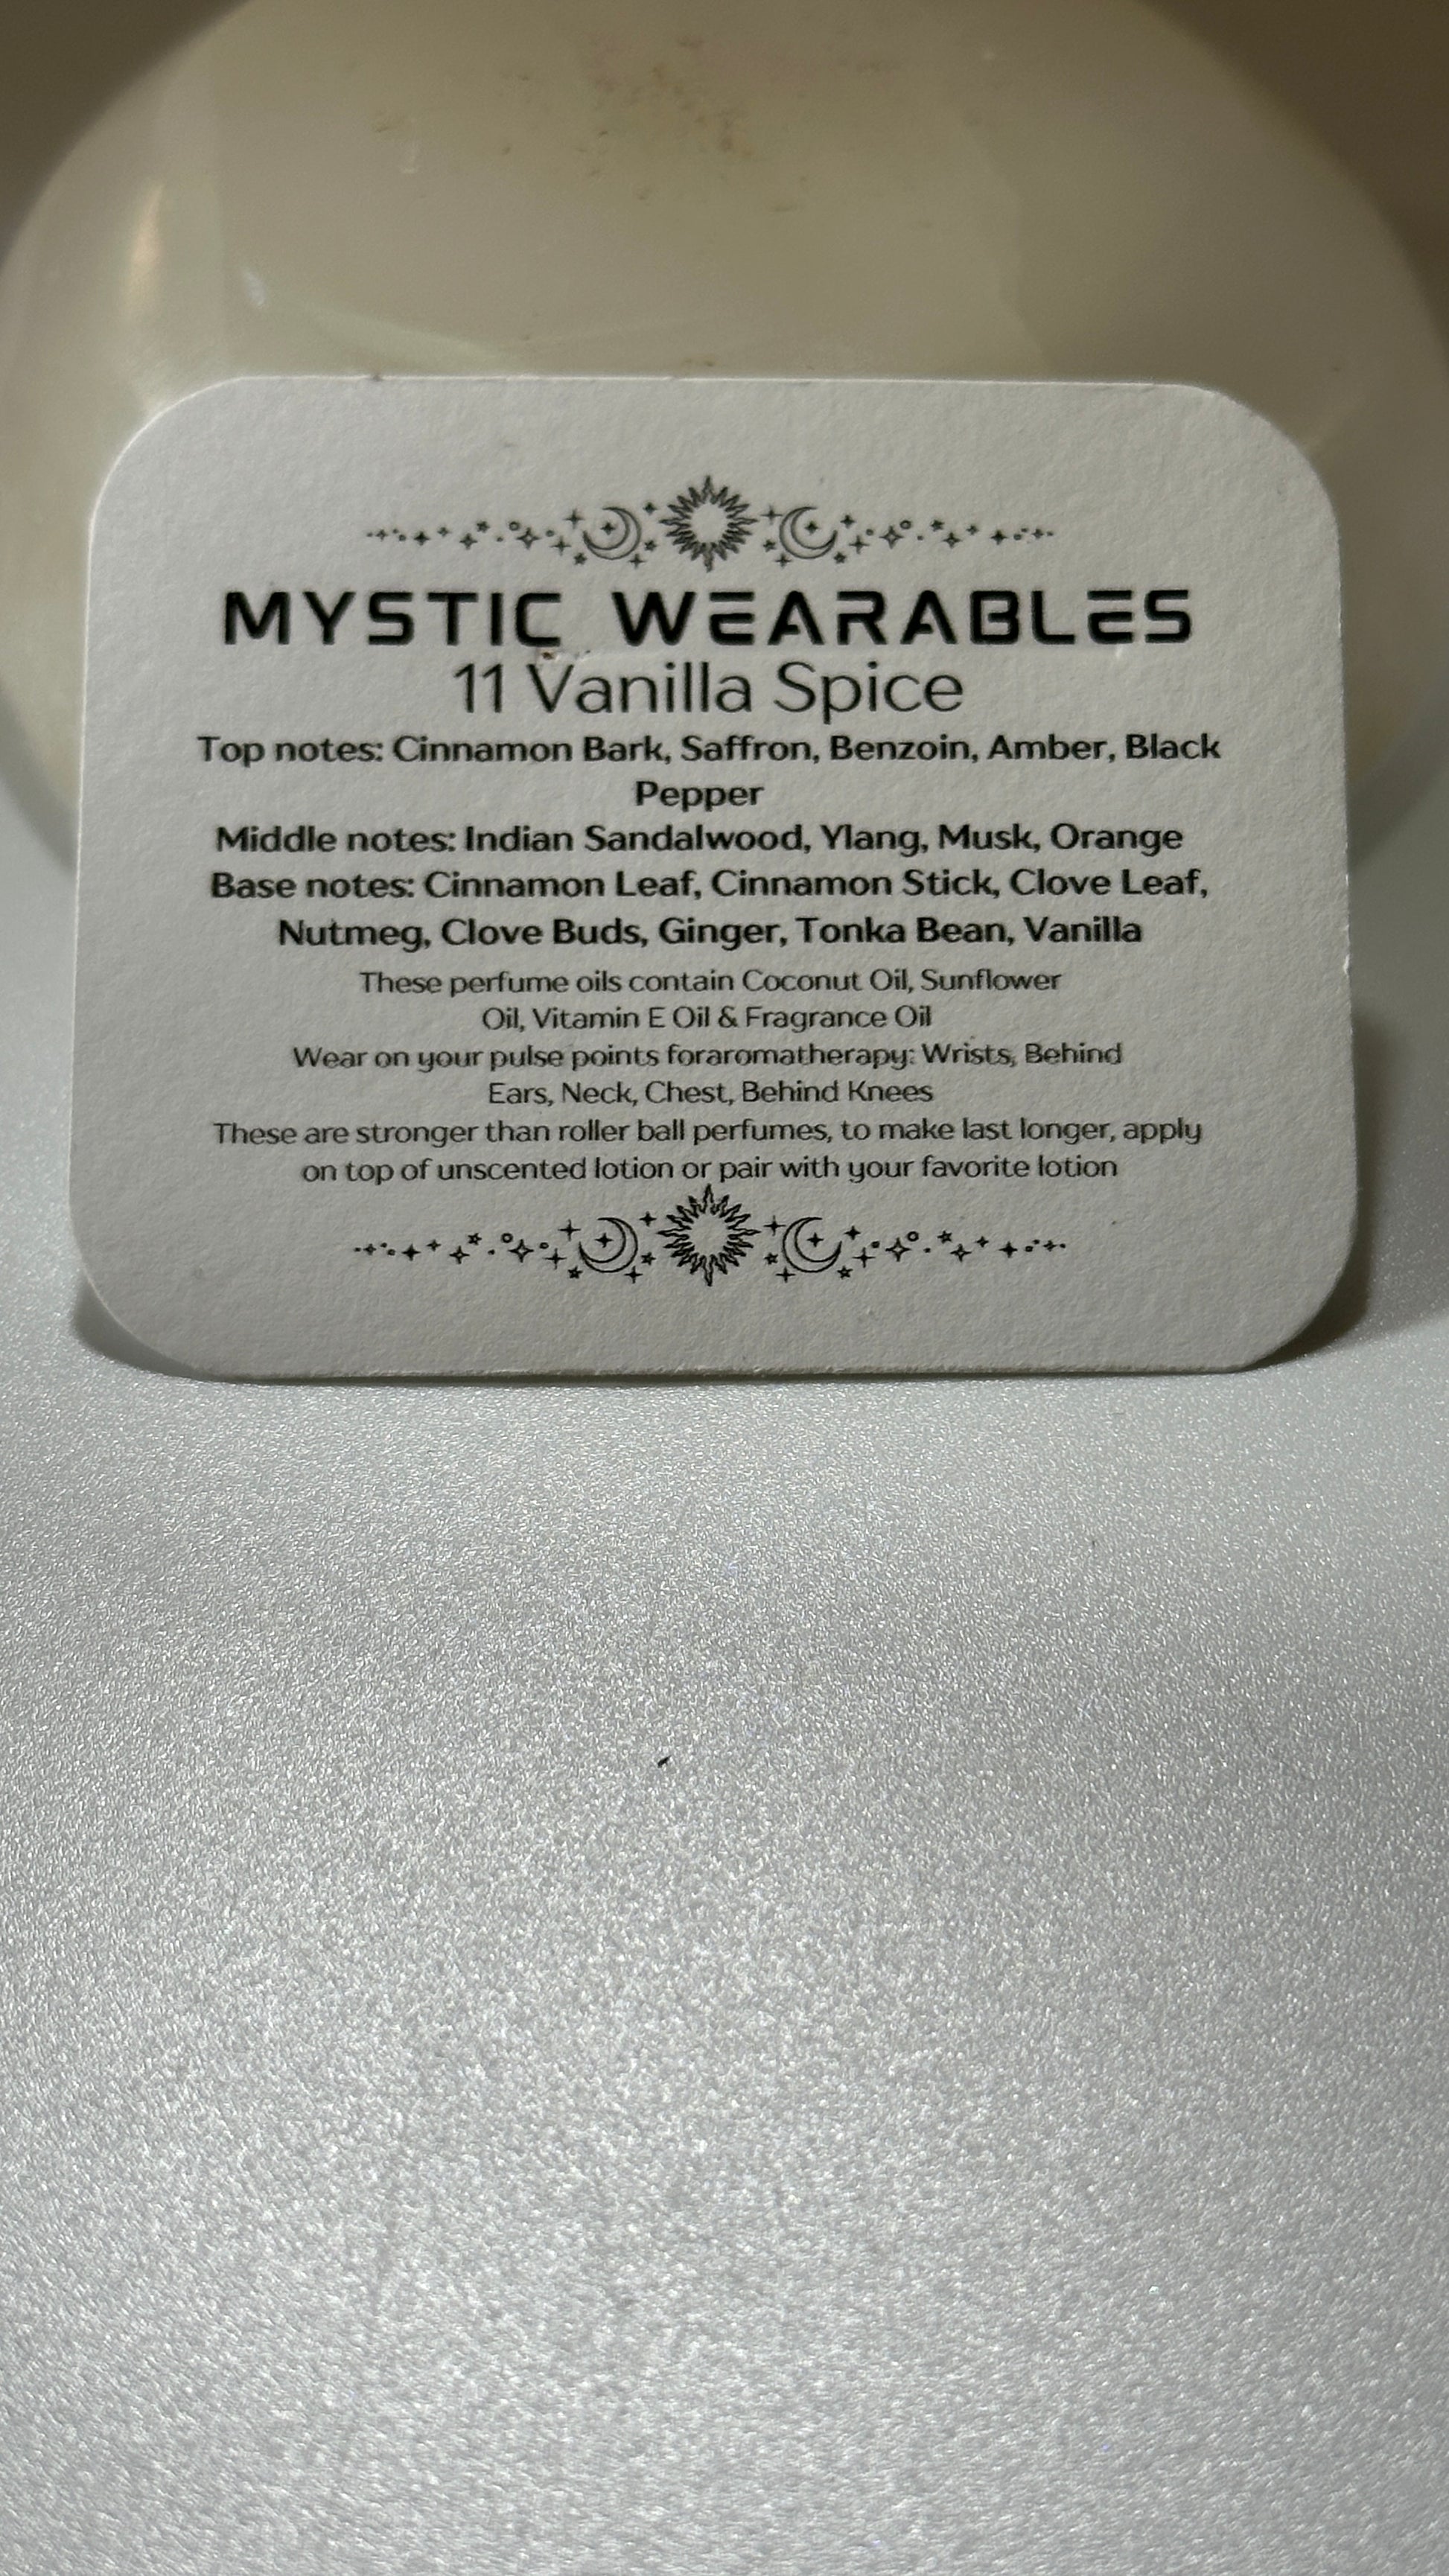 MYSTIC WEARABLES
11 Vanilla Spice
Top notes: Cinnamon Bark, Saffron, Benzoin, Amber, Black
Pepper
Middle notes: Indian Sandalwood, Ylang, Musk, Orange
Base notes: Cinnamon Leaf, Cinnamon Stick, Clove Leaf,
Nutmeg, Clove Buds, Ginger, Tonka Bean, Vanilla
These perfume oils contain Coconut Oil, Sunflower
Oil, Vitamin E Oil & Fragrance Oil
Wear on your pulse points foraromatherapy: Wrists, Behind
Ears, Neck, Chest, Behind Knees
These are stronger than roller ball perfumes, to make last longer, apply
on top of unscented lotion or pair with your favorite lotion